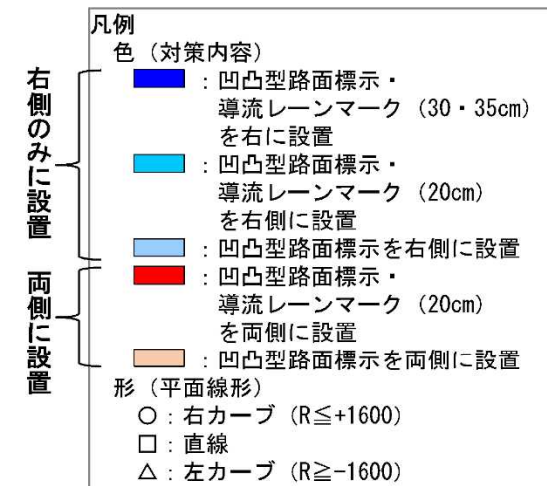 凡例
色（対策内容）
右側のみに設置
：凹凸型路面標示・
導流レーンマーク（30・35cm）
を右に設置
：凹凸型路面標示・
導流レーンマーク（20cm）
を右側に設置
：凹凸型路面標示を右側に設置
両側に設置
：凹凸型路面標示・
導流レーンマーク（20cm）
を両側に設置
：凹凸型路面標示を両側に設置
形（平面線形）
○：右カーブ（R≦+1600）
□：直線
△：左カーブ（R≧-1600）